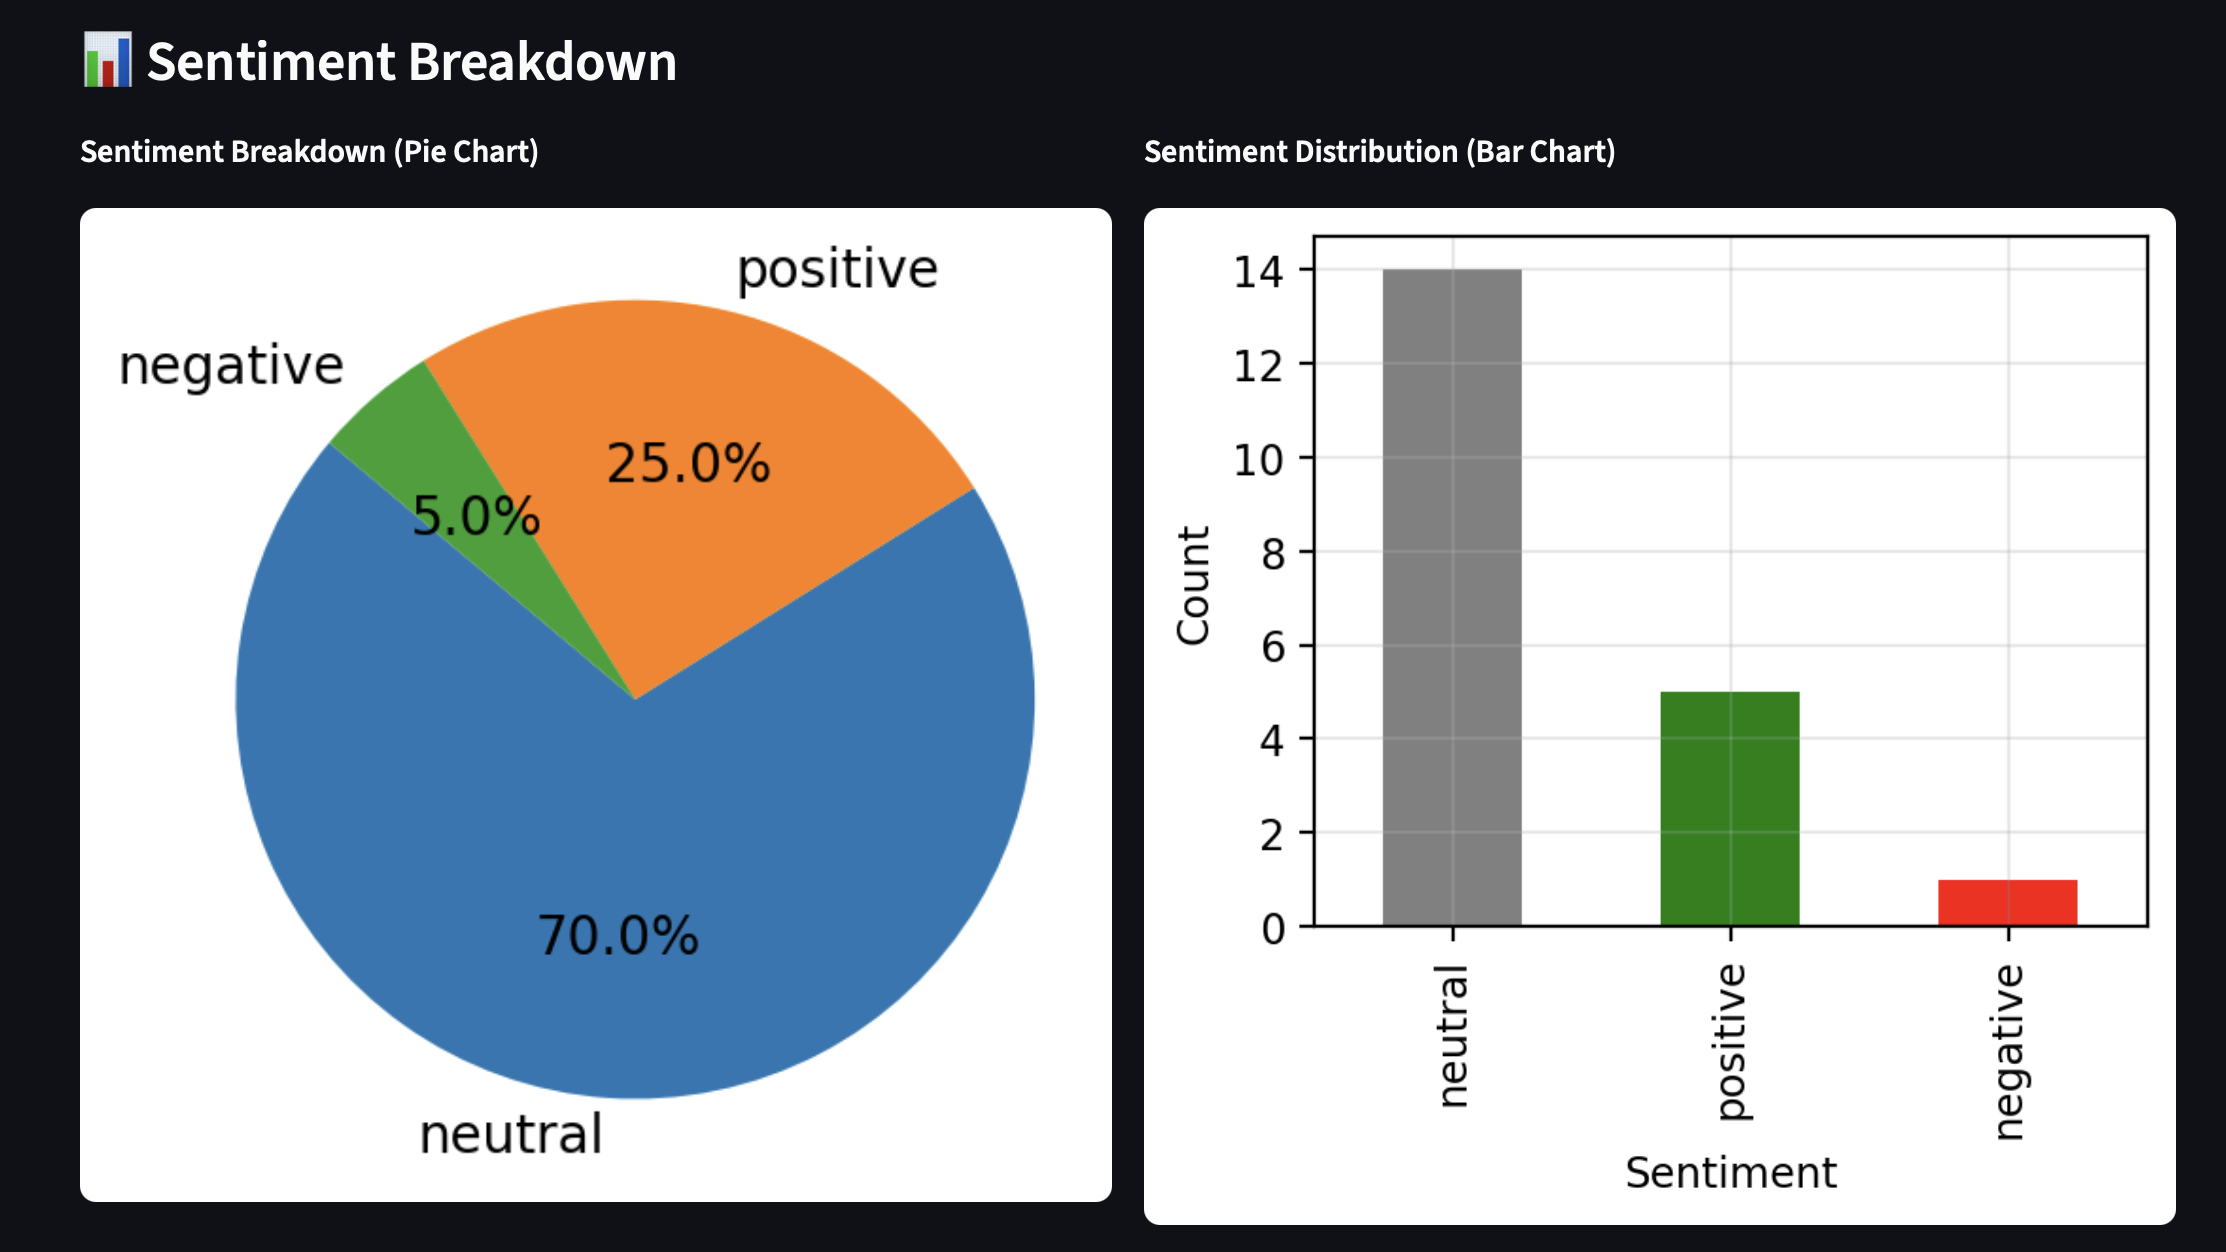 📊 Sentiment Breakdown
Sentiment Breakdown (Pie Chart)
positive
negative
25.0%
5.0%
70.0%
neutral
Sentiment Distribution (Bar Chart)
14
12
10
8
6
4
2
0
Count
neutral
positive
negative
Sentiment